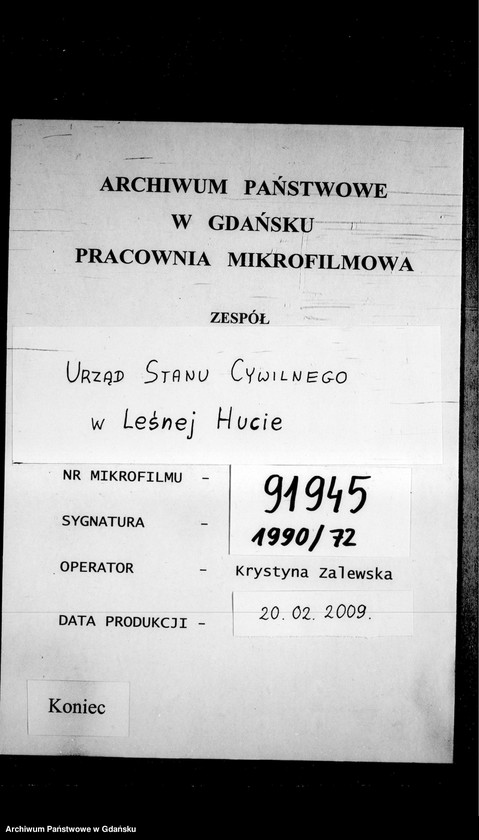 ARCHIWUM PAŃSTWOWE
W GDAŃSKU
PRACOWNIA MIKROFILMOWA
ZESPÓŁ
URZĄD STANU CYWILNEGO
w Leśnej Hucie
NR MIKROFILMU - 91945
SYGNATURA - 1990/72
OPERATOR - Krystyna Zalewska
DATA PRODUKCJI - 20. 02. 2009.
Koniec
Archiwum Państwowe w Gdańsku